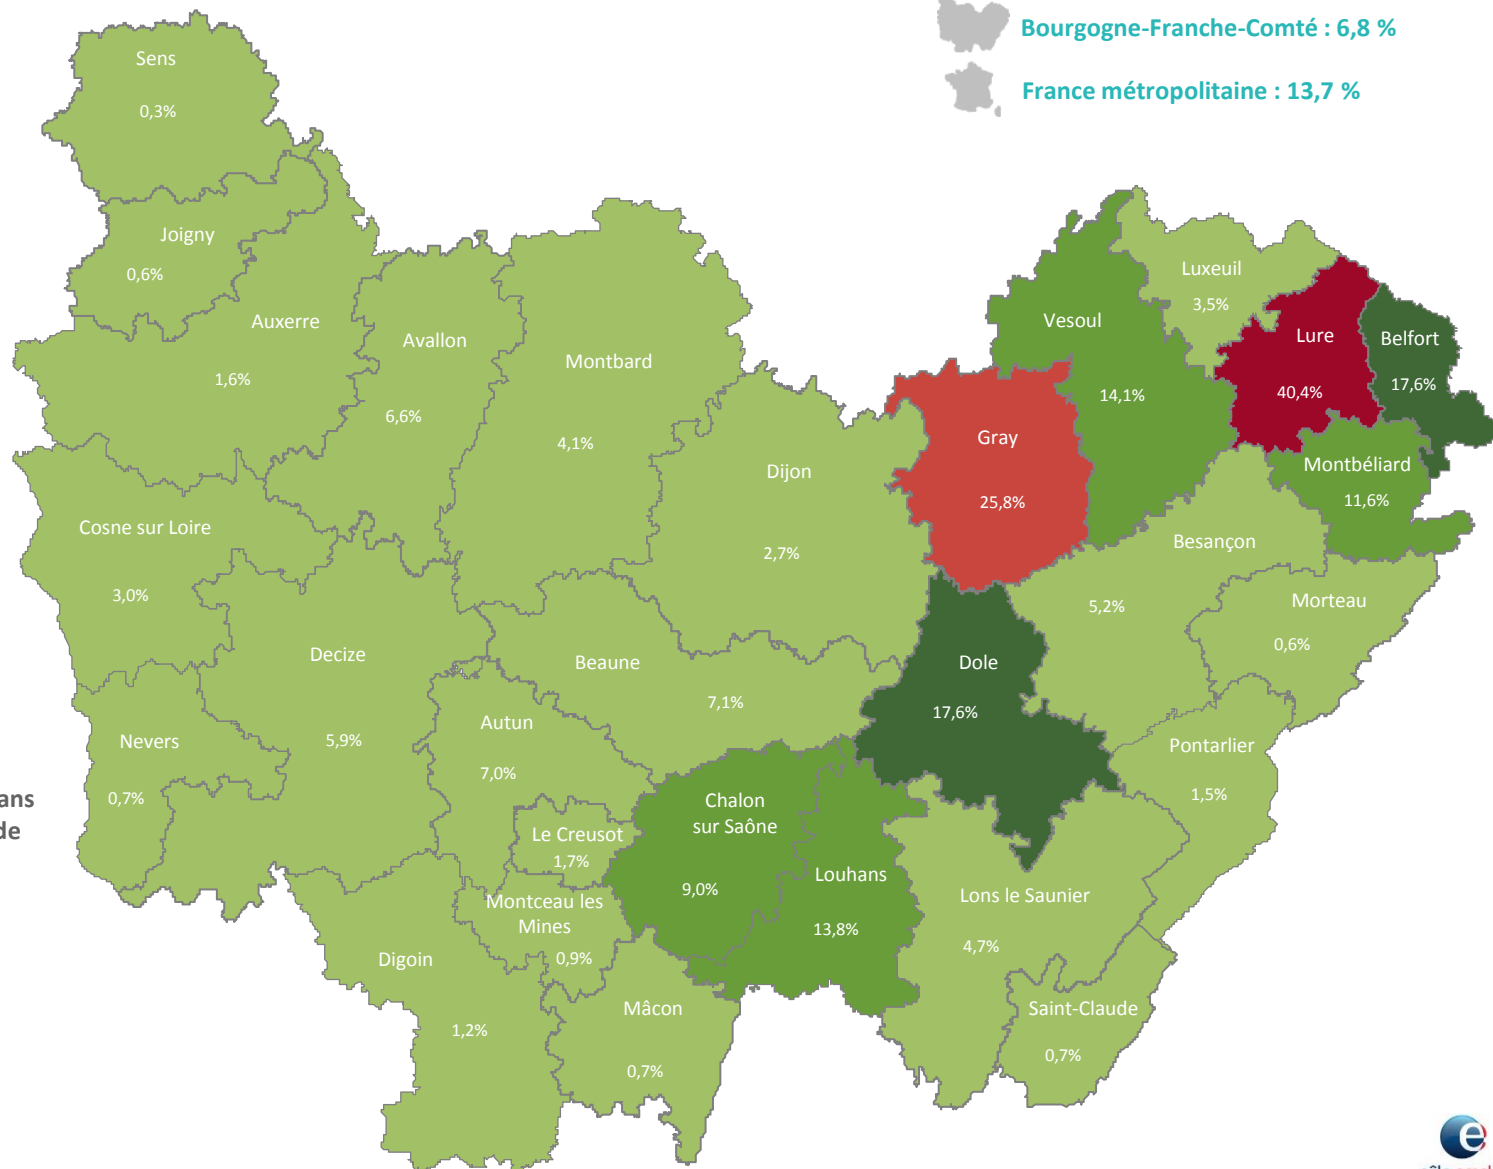 Bourgogne-Franche-Comté : 6,8 %
France métropolitaine : 13,7 %
Sens
0,3%
Joigny
0,6%
Auxerre
1,6%
Avallon
6,6%
Montbard
4,1%
Dijon
2,7%
Gray
25,8%
Vesoul
14,1%
Luxeuil
3,5%
Lure
40,4%
Belfort
17,6%
Montbéliard
11,6%
Besançon
5,2%
Morteau
0,6%
Cosne sur Loire
3,0%
Decize
5,9%
Nevers
0,7%
Beaune
7,1%
Autun
7,0%
Dole
17,6%
Pontarlier
1,5%
ans
de
Le Creusot
1,7%
Chalon
sur Saône
9,0%
Louhans
13,8%
Lons le Saunier
4,7%
Montceau les
Mines
0,9%
Digoin
1,2%
Mâcon
0,7%
Saint-Claude
0,7%